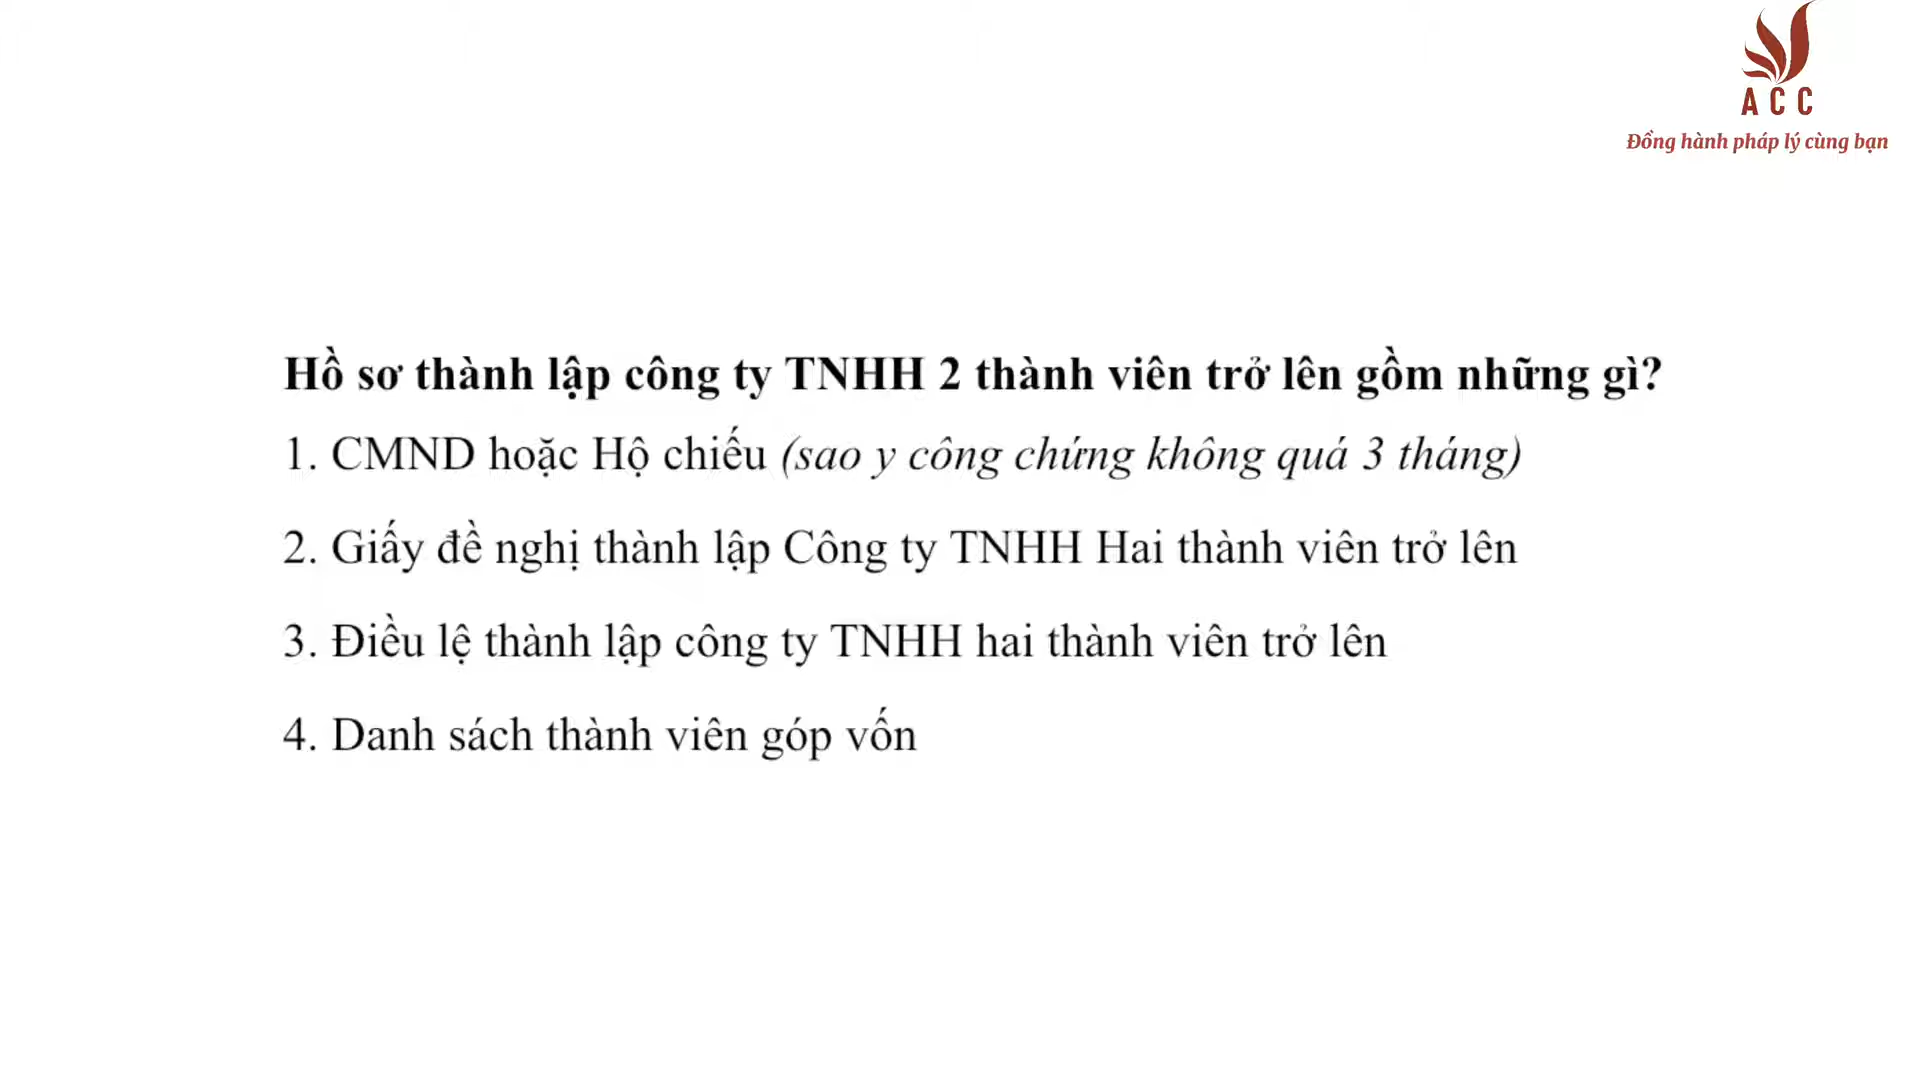 ACC
Đồng hành pháp lý cùng bạn
Hồ sơ thành lập công ty TNHH 2 thành viên trở lên gồm những gì?
1. CMND hoặc Hộ chiếu (sao y công chứng không quá 3 tháng)
2. Giấy đề nghị thành lập Công ty TNHH Hai thành viên trở lên
3. Điều lệ thành lập công ty TNHH hai thành viên trở lên
4. Danh sách thành viên góp vốn